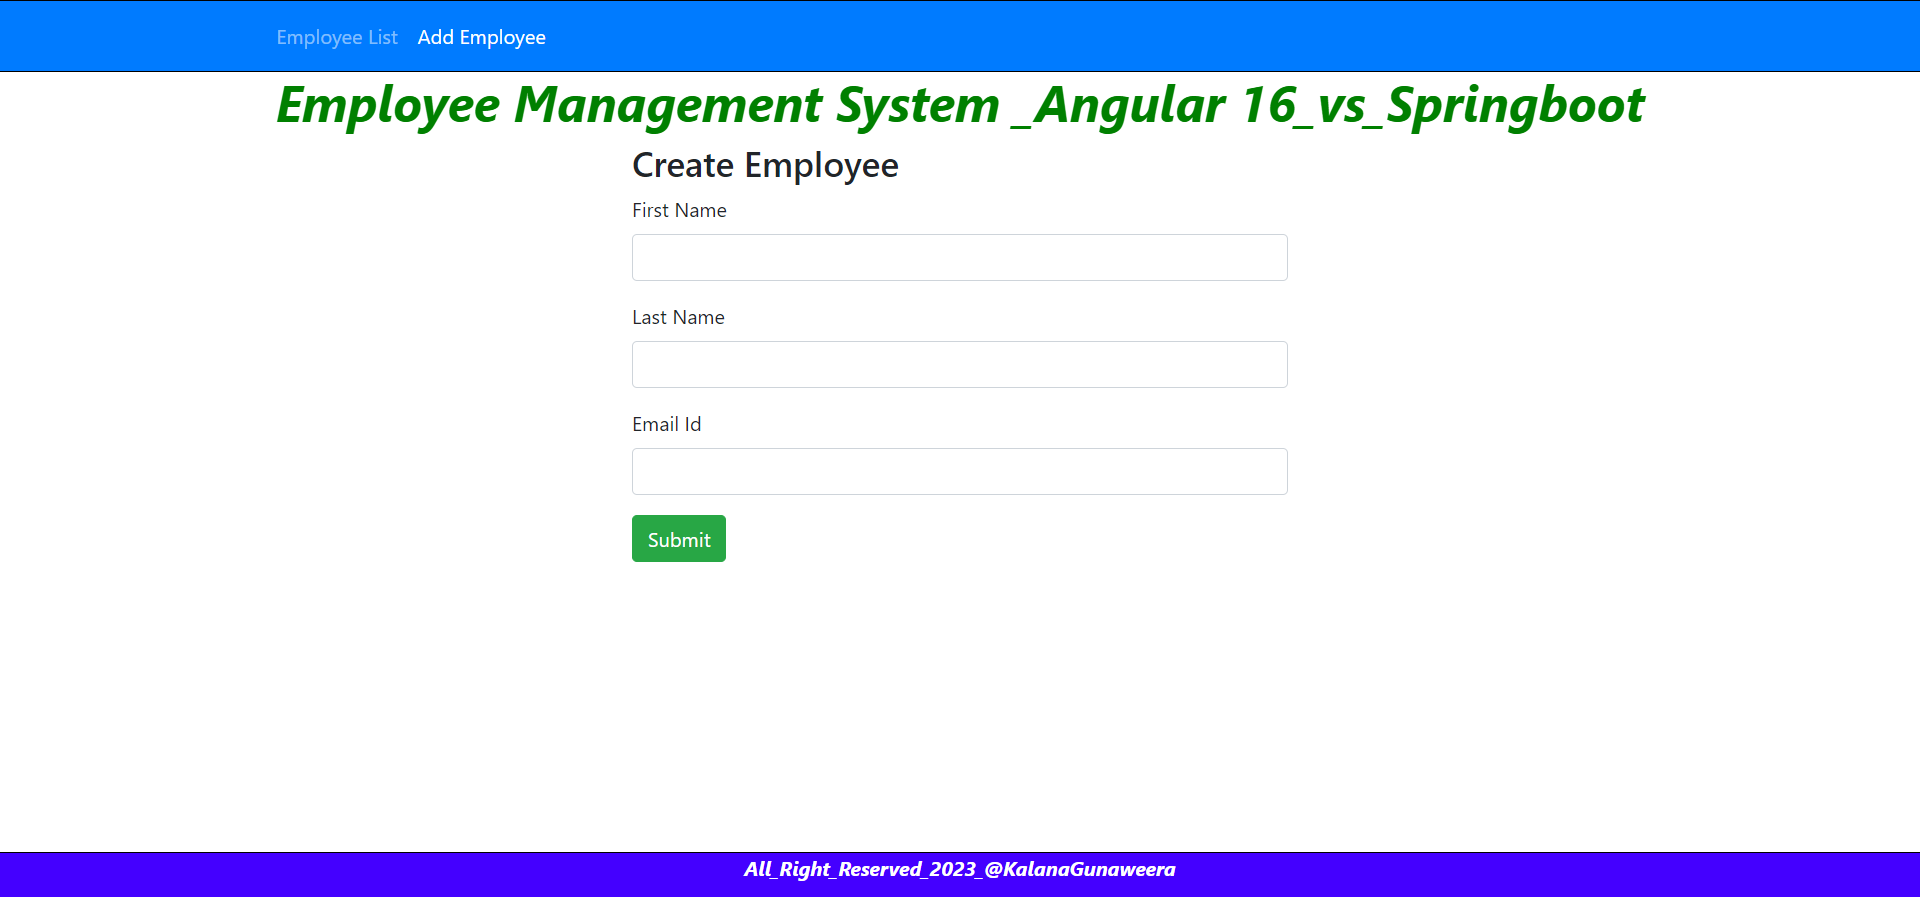 Employee List Add Employee
Employee Management System _Angular 16_vs_Springboot
Create Employee
First Name
Last Name
Email Id
Submit
All_Right_Reserved_2023_@KalanaGunaweera